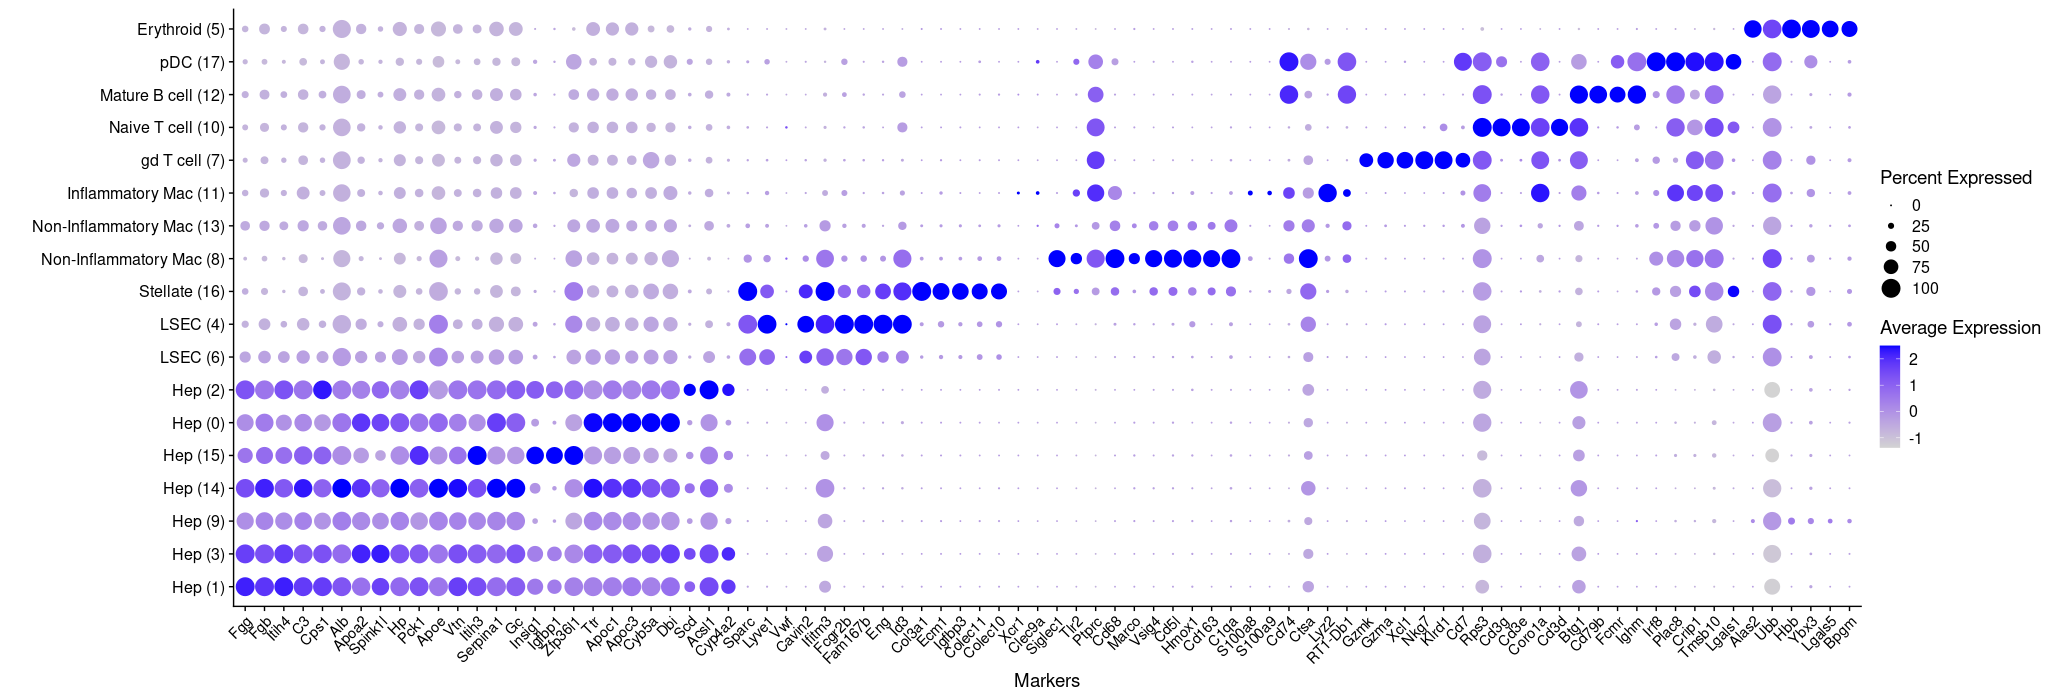 Erythroid (5)
pDC (17)
Mature B cell (12)
Naive T cell (10)
gd T cell (7)
Inflammatory Mac (11)
Non-Inflammatory Mac (13)
Non-Inflammatory Mac (8)
Stellate (16)
LSEC (4)
LSEC (6)
Hep (2)
Hep (0)
Hep (15)
Hep (14)
Hep (9)
Hep (3)
Hep (1)
Fgg
Fgb
Itih4
C3
Cps1
Alb
Apoa2
Spink1l
Hp
Pck1
Apoe
Vtn
Itih3
Serpina1
Gc
Insig1
Igfbp1
Zfp36l1
Ttr
Apoc1
Apoc3
Cyb5a
Dbi
Scd
Acsl1
Cyp4a2
Sparc
Lyve1
Vwf
Cavin2
Ifitm3
Fcgr2b
Fam167b
Eng
Id3
Col3a1
Ecm1
Igfbp3
Colec11
Colec10
Xcr1
Clec9a
Siglec1
Tlr2
Ptprc
Cd68
Marco
Vsig4
Cd5l
Hmox1
Cd163
C1qa
S100a8
S100a9
Cd74
Ctsa
Lyz2
RT1-Db1
Gzmk
Gzma
Xcl1
Nkg7
Klrd1
Cd7
Rps3
Cd3g
Cd3e
Coro1a
Cd3d
Btg1
Cd79b
Fcmr
Ighm
Irf8
Plac8
Crip1
Tmsb10
Lgals1
Alas2
Ubb
Hbb
Ybx3
Lgals5
Bpgm
Markers
Percent Expressed
0
25
50
75
100
Average Expression
2
1
0
-1